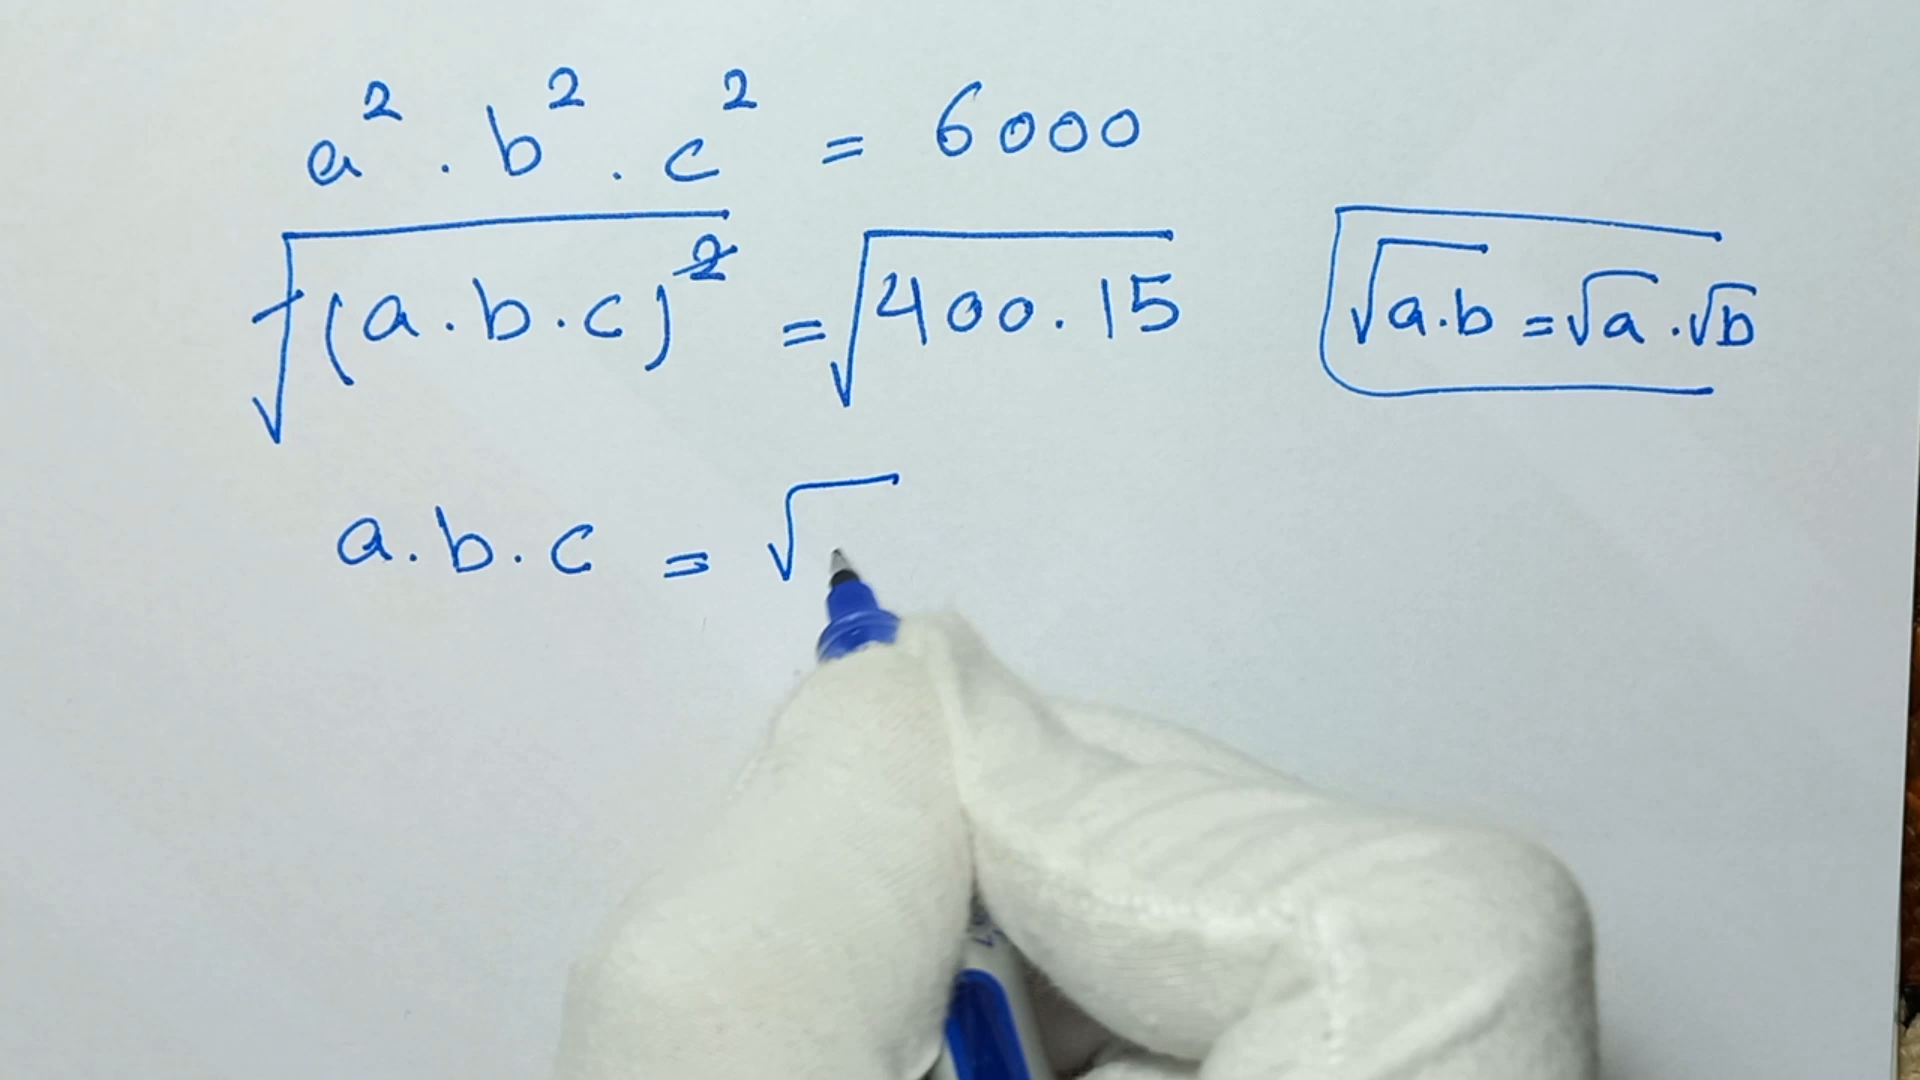 a² . b² . c² = 6000
√(a.b.c)² = √400.15
√a.b = √a.√b
a.b.c = √